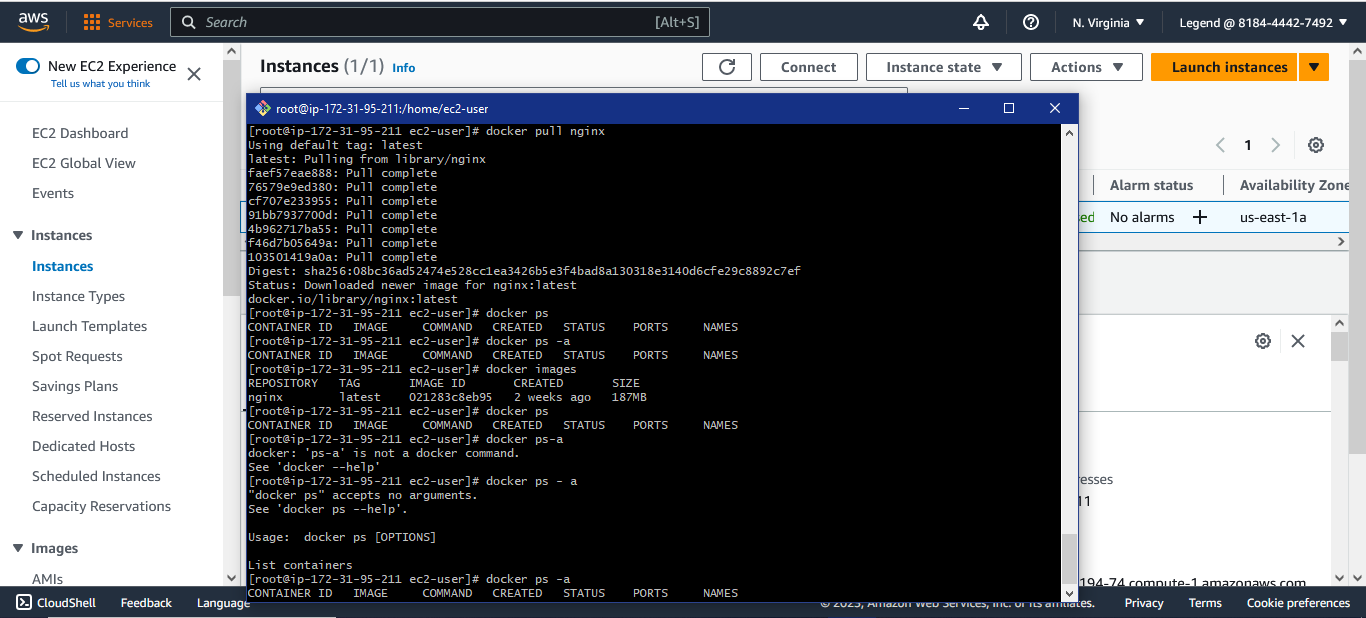 aws
Services
Search
[Alt+S]
N. Virginia
Legend @ 8184-4442-7492
New EC2 Experience
Tell us what you think
EC2 Dashboard
EC2 Global View
Events
Instances
Instances
Instance Types
Launch Templates
Spot Requests
Savings Plans
Reserved Instances
Dedicated Hosts
Scheduled Instances
Capacity Reservations
Images
AMIs
Instances (1/1) Info
Connect
Instance state
Actions
Launch instances
1
Alarm status
Availability Zone
No alarms
us-east-1a
root@ip-172-31-95-211:/home/ec2-user
[root@ip-172-31-95-211 ec2-user]# docker pull nginx
Using default tag: latest
latest: Pulling from library/nginx
faef57eae888: Pull complete
76579e9ed380: Pull complete
cf707e233955: Pull complete
91bb7937700d: Pull complete
4b962717ba55: Pull complete
f46d7b05649a: Pull complete
103501419a0a: Pull complete
Digest: sha256:08bc36ad52474e528cc1ea3426b5e3f4bad8a130318e3140d6cfe29c8892c7ef
Status: Downloaded newer image for nginx:latest
docker.io/library/nginx:latest
[root@ip-172-31-95-211 ec2-user]# docker ps
CONTAINER ID   IMAGE     COMMAND   CREATED   STATUS    PORTS     NAMES
[root@ip-172-31-95-211 ec2-user]# docker ps -a
CONTAINER ID   IMAGE     COMMAND   CREATED   STATUS    PORTS     NAMES
[root@ip-172-31-95-211 ec2-user]# docker images
REPOSITORY   TAG       IMAGE ID       CREATED       SIZE
nginx        latest    021283c8eb95   2 weeks ago   187MB
[root@ip-172-31-95-211 ec2-user]# docker ps
CONTAINER ID   IMAGE     COMMAND   CREATED   STATUS    PORTS     NAMES
[root@ip-172-31-95-211 ec2-user]# docker ps-a
docker: 'ps-a' is not a docker command.
See 'docker --help'
[root@ip-172-31-95-211 ec2-user]# docker ps - a
"docker ps" accepts no arguments.
See 'docker ps --help'.
Usage:  docker ps [OPTIONS]
List containers
[root@ip-172-31-95-211 ec2-user]# docker ps -a
CONTAINER ID   IMAGE     COMMAND   CREATED   STATUS    PORTS     NAMES
resses
11
194-74.compute-1.amazonaws.com
CloudShell
Feedback
Language
© 2023, Amazon Web Services, Inc. or its affiliates.
Privacy
Terms
Cookie preferences